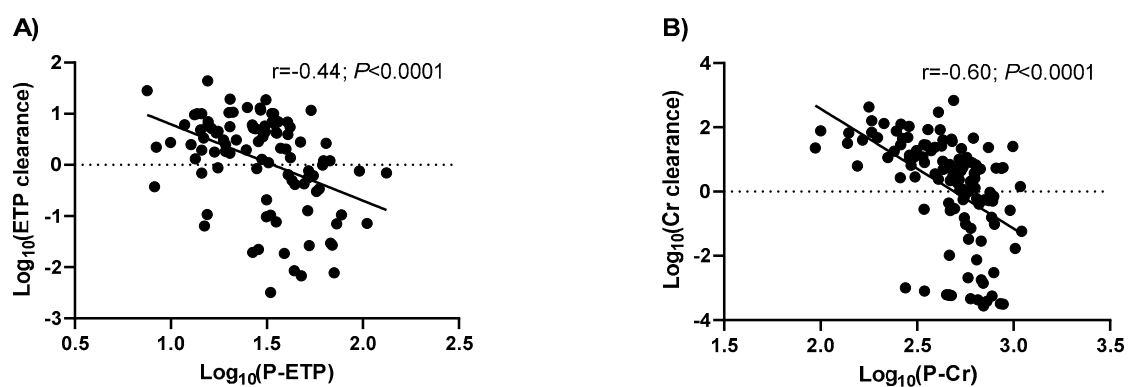 A)
r=-0.44; P<0.0001
2
1
0
-1
-2
-3
Log10(ETP clearance)
0.5 1.0 1.5 2.0 2.5
Log10(P-ETP)
B)
r=-0.60; P<0.0001
4
2
0
-2
-4
Log10(Cr clearance)
1.5 2.0 2.5 3.0 3.5
Log10(P-Cr)